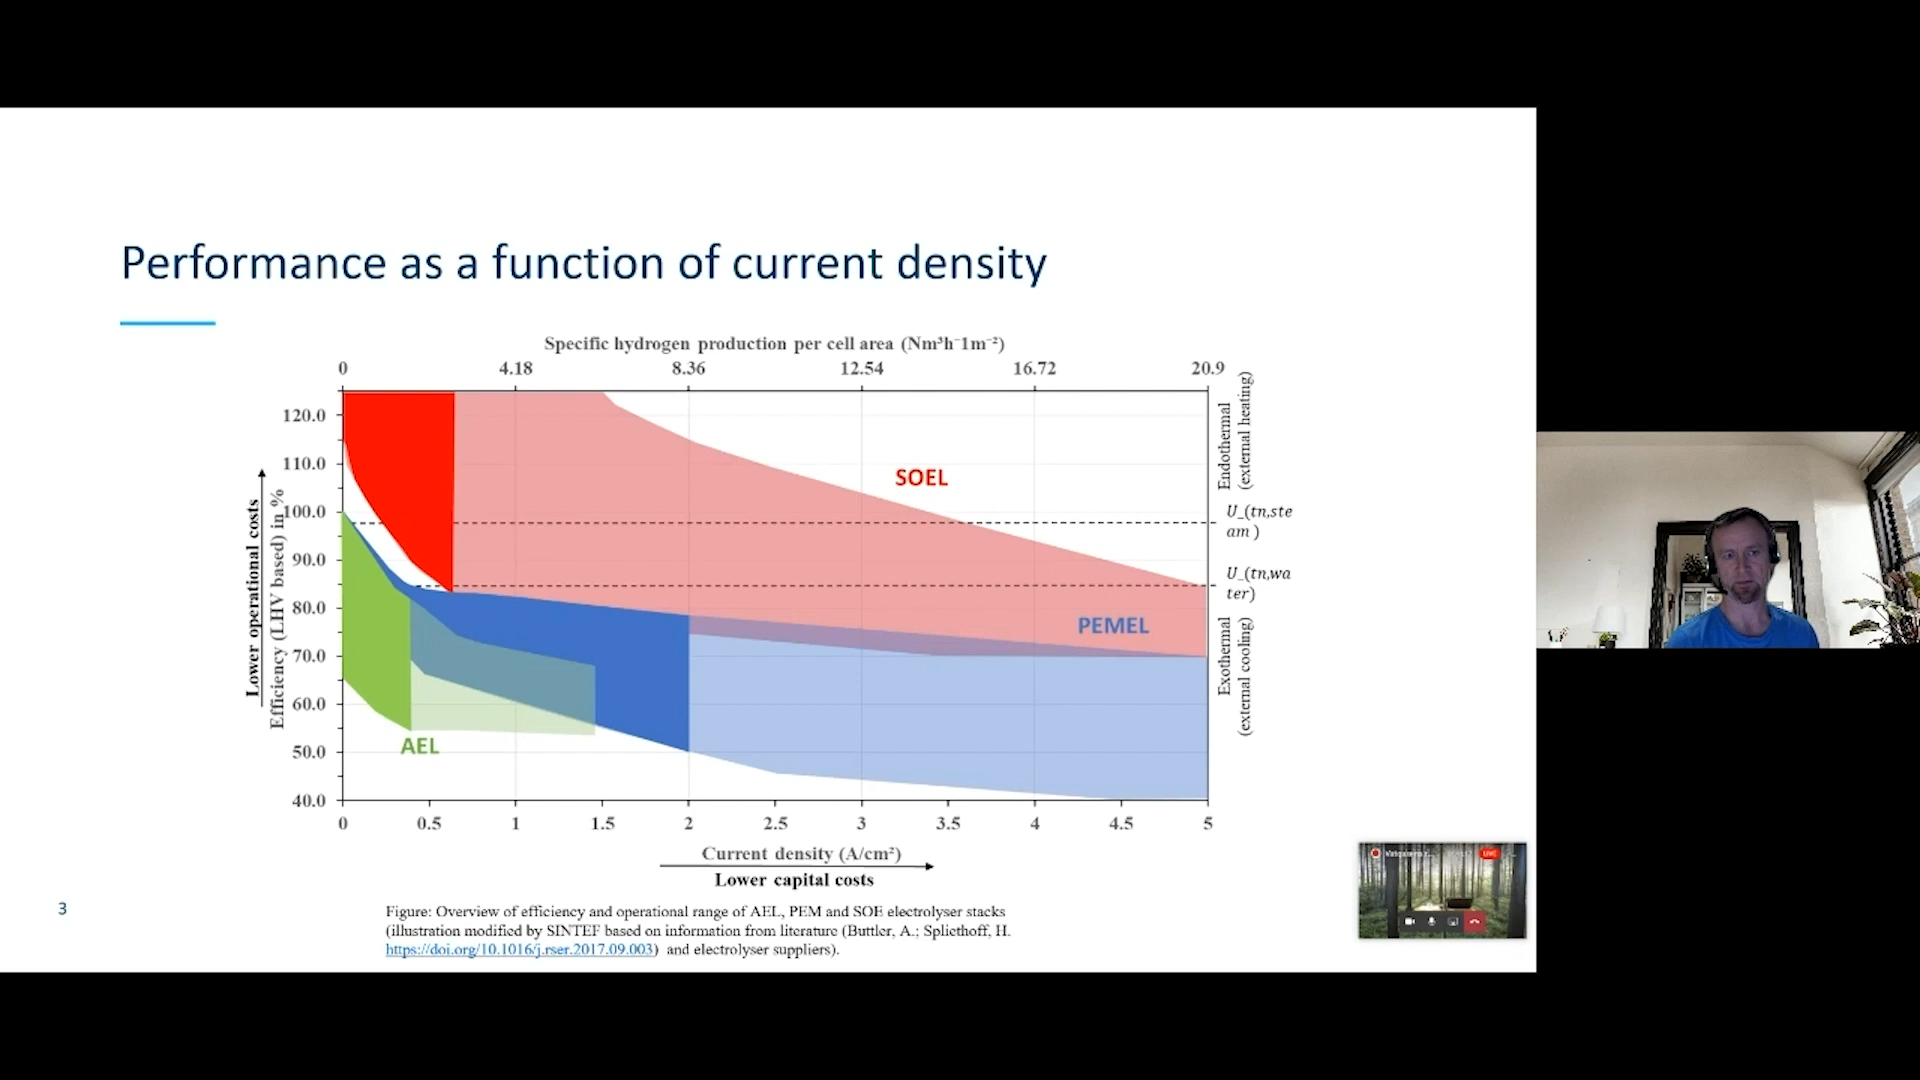 Performance as a function of current density
Specific hydrogen production per cell area (Nm³h⁻1m⁻²)
0 4.18 8.36 12.54 16.72 20.9
120.0
110.0
100.0
90.0
80.0
70.0
60.0
50.0
40.0
Lower operational costs
Efficiency (LHV based) in %
SOEL
PEMEL
AEL
Endothermal
(external heating)
U_(tn,ste
am )
U_(tn,wa
ter)
Exothermal
(external cooling)
0 0.5 1 1.5 2 2.5 3 3.5 4 4.5 5
Current density (A/cm²)
Lower capital costs
3
Figure: Overview of efficiency and operational range of AEL, PEM and SOE electrolyser stacks
(illustration modified by SINTEF based on information from literature (Buttler, A.; Spliethoff, H.
https://doi.org/10.1016/j.rser.2017.09.003) and electrolyser suppliers).
LIVE